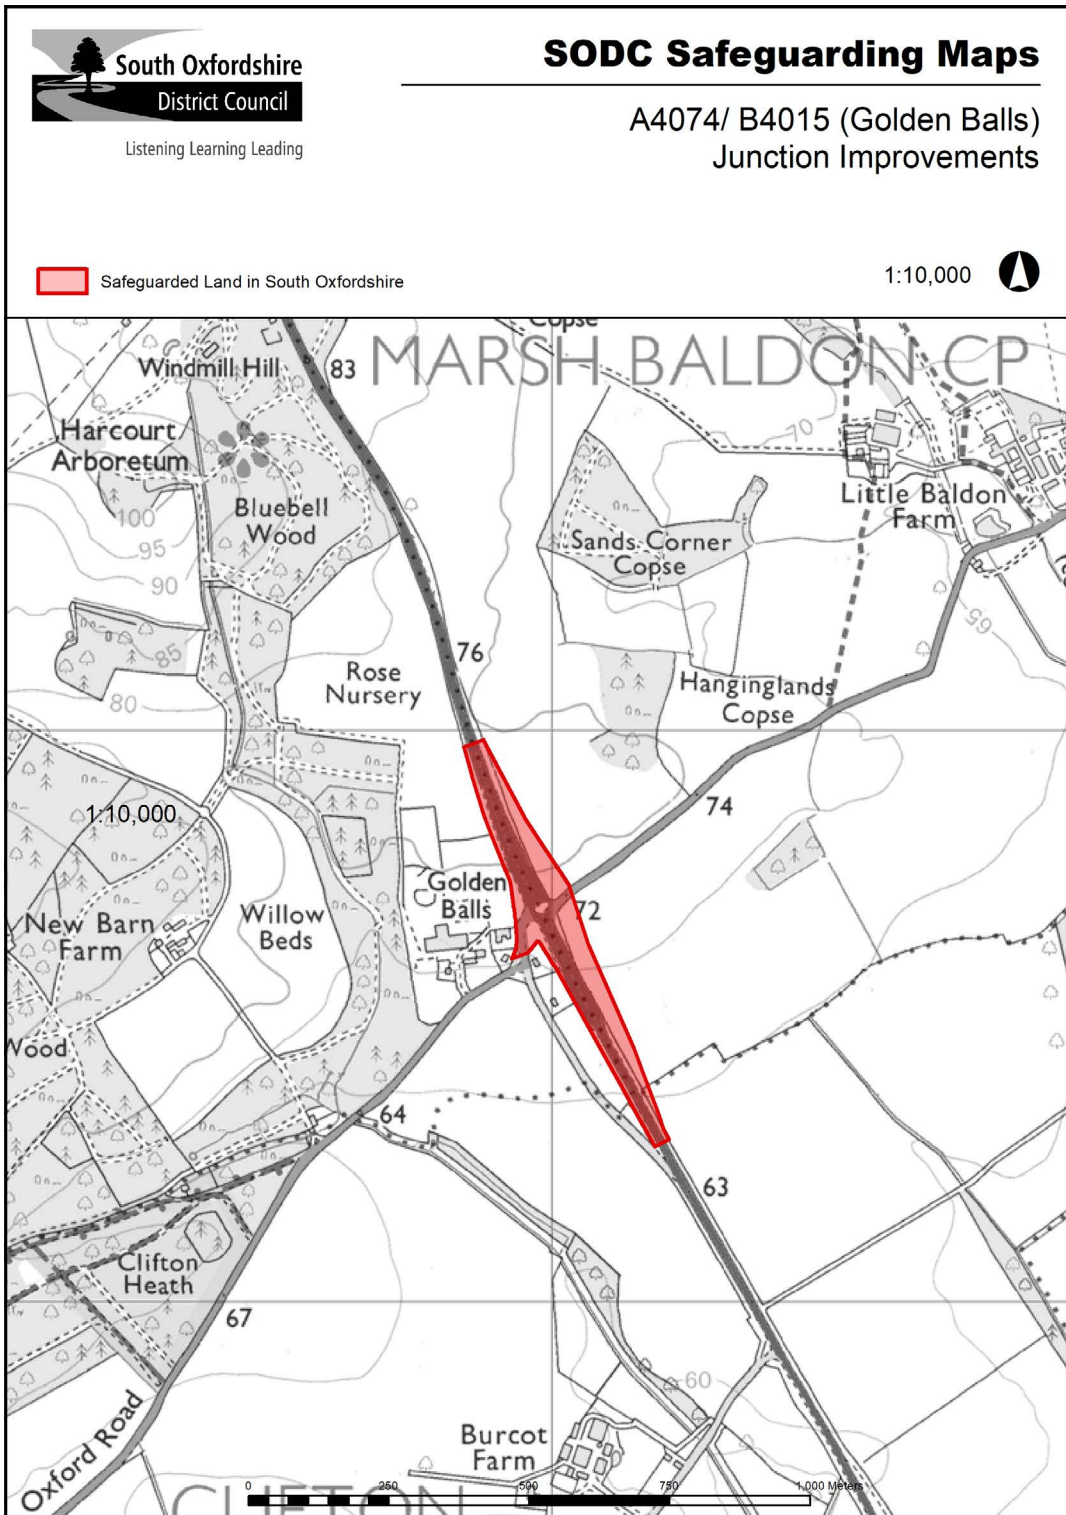 South Oxfordshire
District Council
Listening Learning Leading
SODC Safeguarding Maps
A4074/ B4015 (Golden Balls)
Junction Improvements
Safeguarded Land in South Oxfordshire
1:10,000
Copse
Windmill Hill
83
MARSH BALDON CP
Harcourt
Arboretum
70
100
95
90
85
80
Bluebell
Wood
Little Baldon
Farm
Sands Corner
Copse
65
76
Rose
Nursery
Hanginglands
Copse
1:10,000
74
Golden
Balls
72
New Barn
Farm
Willow
Beds
Wood
64
63
Clifton
Heath
67
60
Oxford Road
Burcot
Farm
CLIFTON
0 250 500 750 1,000 Meters